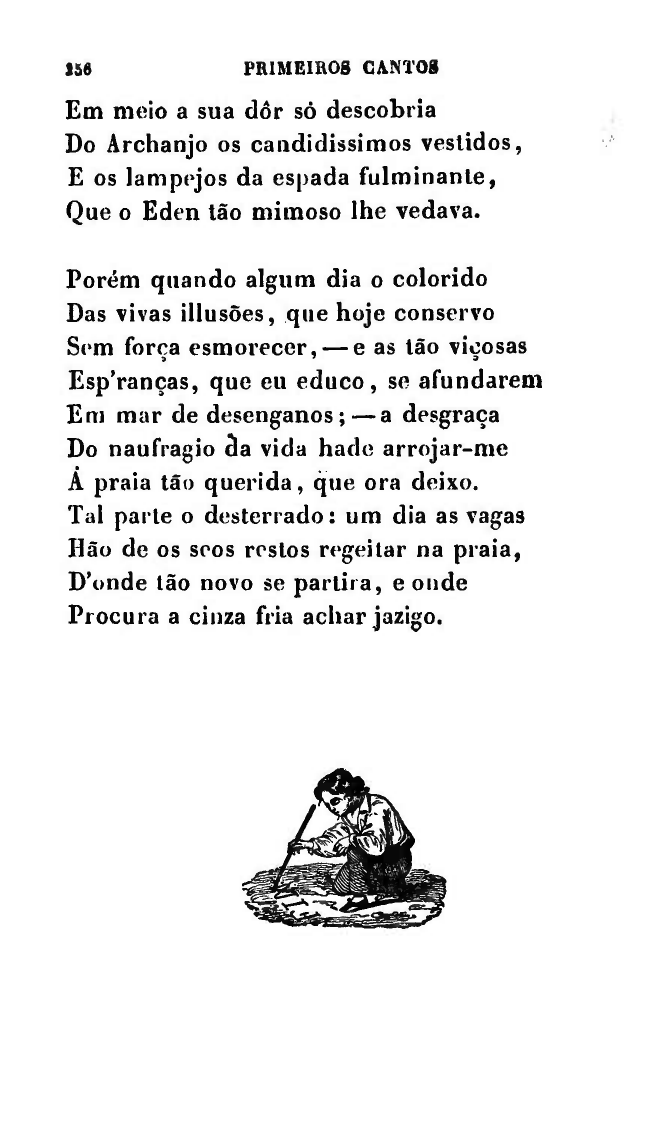 156 PRIMEIROS CANTOS
Em meio a sua dôr só descobria
Do Archanjo os candidissimos vestidos,
E os lampejos da espada fulminante,
Que o Eden tão mimoso lhe vedava.
Porém quando algum dia o colorido
Das vivas illusões, que hoje conservo
Sem força esmorecer, — e as tão viçosas
Esp'ranças, que eu educo, se afundarem
Em mar de desenganos; — a desgraça
Do naufragio da vida hade arrojar-me
Á praia tão querida, que ora deixo.
Tal parte o desterrado: um dia as vagas
Hão de os seos restos regeitar na praia,
D'onde tão novo se partira, e onde
Procura a cinza fria achar jazigo.